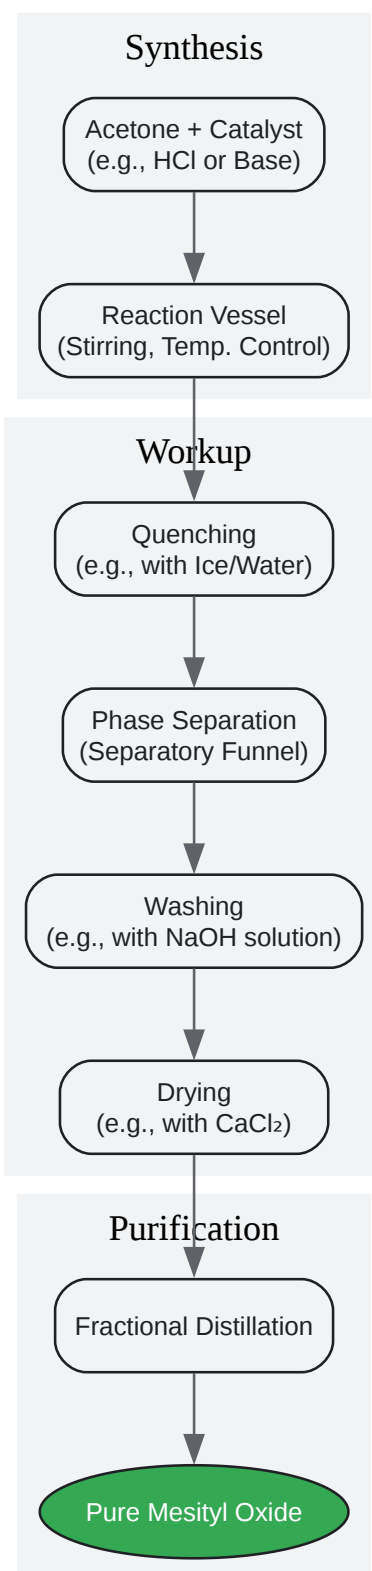 Synthesis
Acetone + Catalyst
(e.g., HCl or Base)
Reaction Vessel
(Stirring, Temp. Control)
Workup
Quenching
(e.g., with Ice/Water)
Phase Separation
(Separatory Funnel)
Washing
(e.g., with NaOH solution)
Drying
(e.g., with CaCl₂)
Purification
Fractional Distillation
Pure Mesityl Oxide